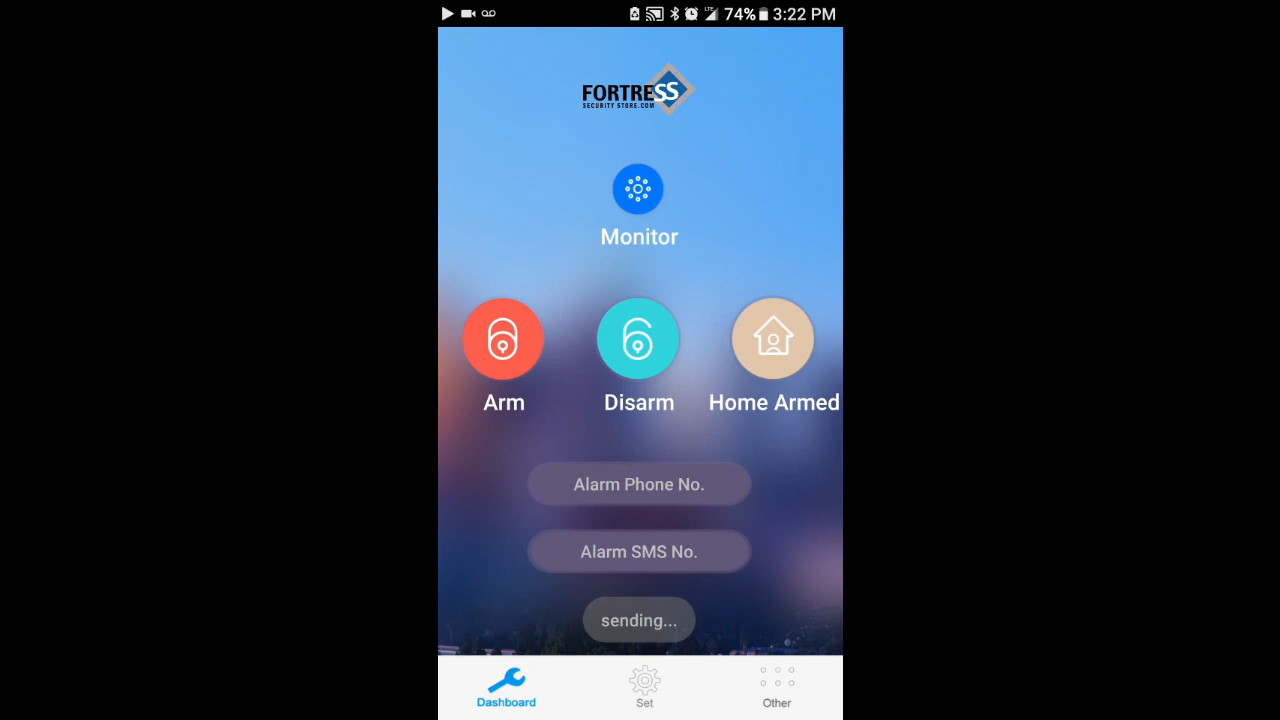 LTE 74% 3:22 PM
FORTRESS
SECURITY STORE.COM
Monitor
Arm Disarm Home Armed
Alarm Phone No.
Alarm SMS No.
sending...
Dashboard Set Other